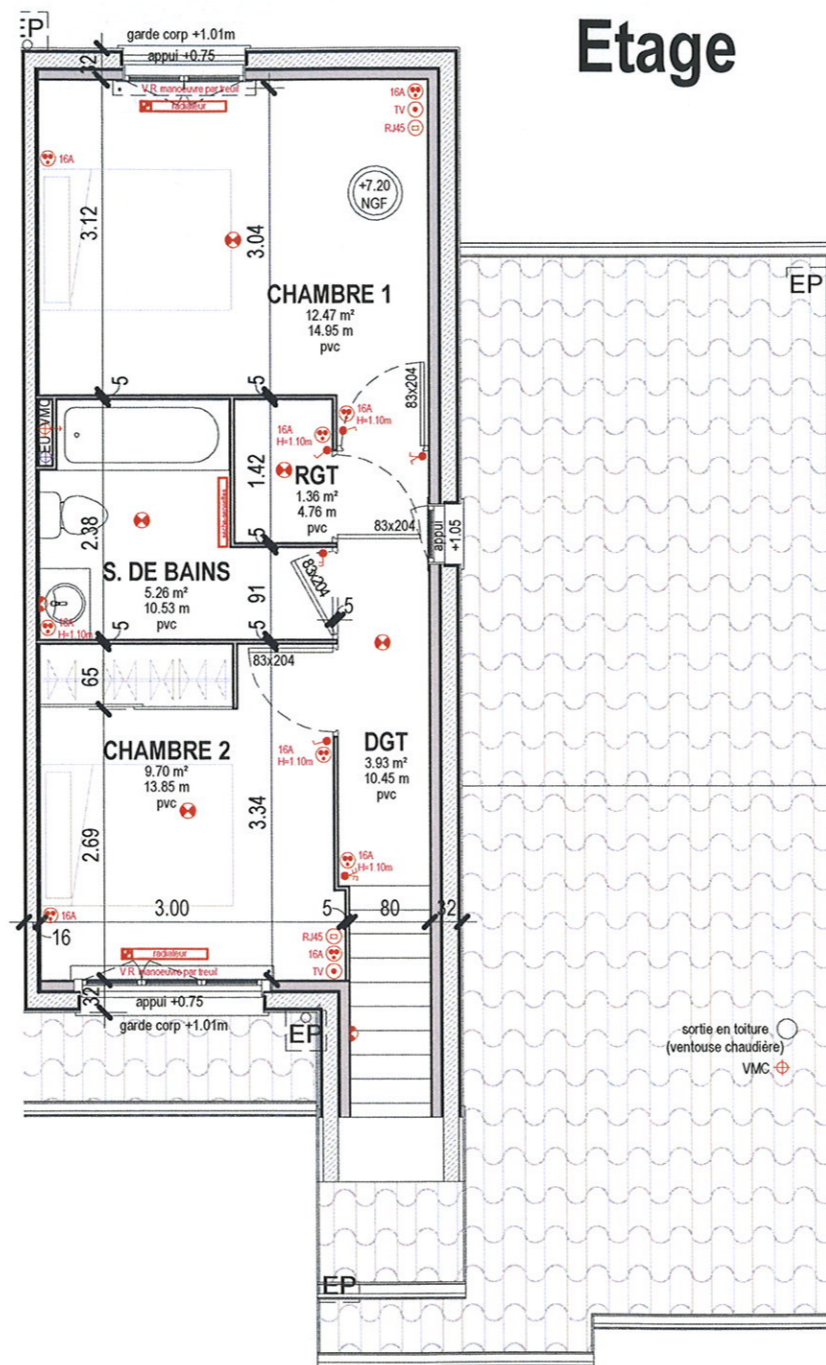 Etage
EP
garde corp +1.01m
appui +0.75
32
V.R. manoeuvre par treuil
radiateur
16A
TV
RJ45
16A
+7.20
NGF
3.12
3.04
CHAMBRE 1
12.47 m²
14.95 m
pvc
EP
83x204
5
5
EU
VMC
16A
H=1.10m
16A
H=1.10m
1.42
RGT
1.36 m²
4.76 m
pvc
83x204
appui
+1.05
2.38
S. DE BAINS
5.26 m²
10.53 m
pvc
5
91
83x204
5
16A
H=1.10m
5
5
83x204
65
CHAMBRE 2
9.70 m²
13.85 m
pvc
16A
H=1.10m
DGT
3.93 m²
10.45 m
pvc
2.69
3.34
16A
H=1.10m
16A
3.00
5
80
32
16
RJ45
16A
TV
radiateur
V.R. manoeuvre par treuil
32
appui +0.75
garde corp +1.01m
EP
sortie en toiture
(ventouse chaudière)
VMC
EP